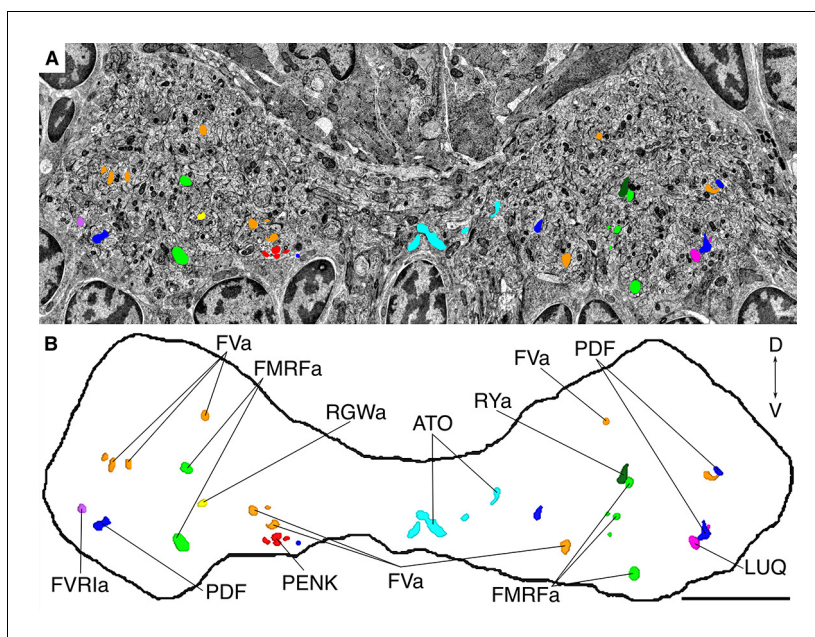 A
B
FVa
FMRFa
RGWa
ATO
RYa
FVa
PDF
D
V
FVRIa
PDF
PENK
FVa
FMRFa
LUQ